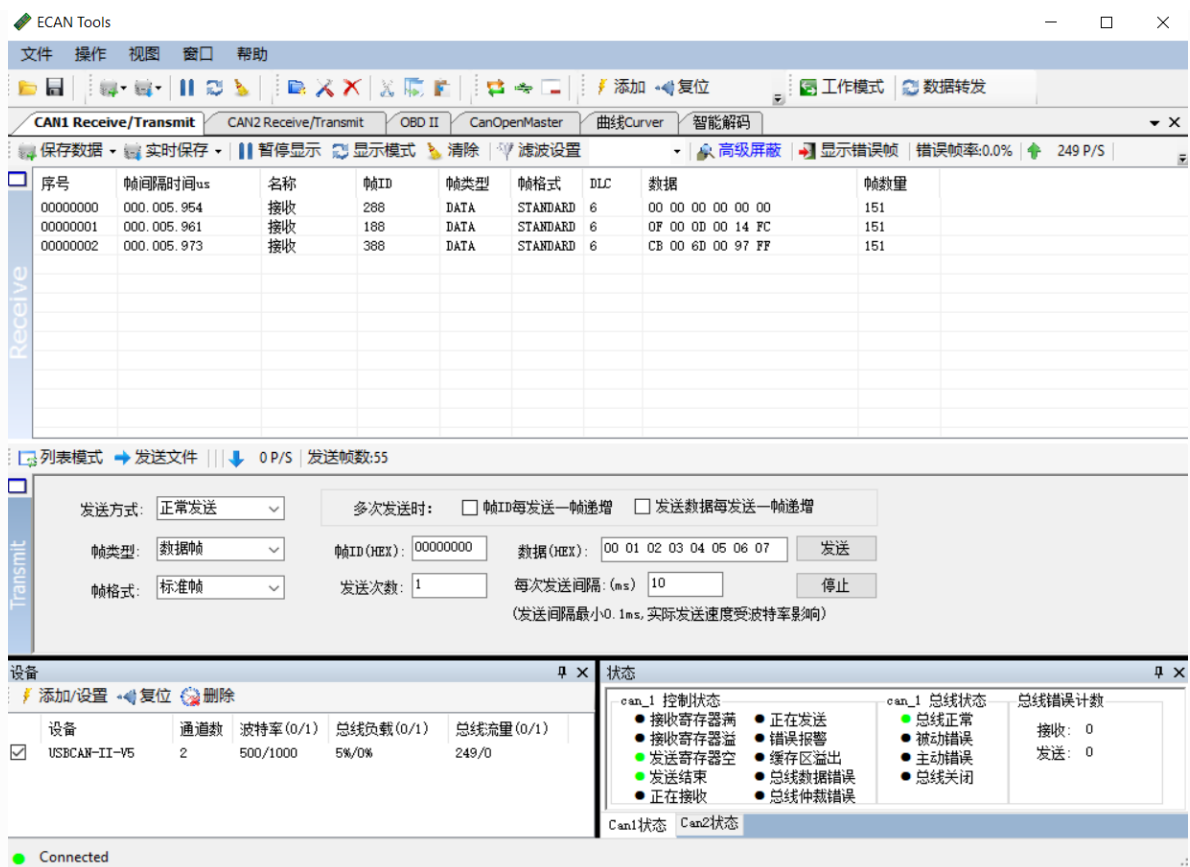 ECAN Tools
文件 操作 视图 窗口 帮助
添加 复位 工作模式 数据转发
CAN1 Receive/Transmit CAN2 Receive/Transmit OBD II CanOpenMaster 曲线Curver 智能解码
保存数据 实时保存 暂停显示 显示模式 清除 滤波设置 高级屏蔽 显示错误帧 错误帧率:0.0% 249 P/S
序号 帧间隔时间us 名称 帧ID 帧类型 帧格式 DLC 数据 帧数量
00000000 000.005.954 接收 288 DATA STANDARD 6 00 00 00 00 00 00 151
00000001 000.005.961 接收 188 DATA STANDARD 6 0F 00 0D 00 14 FC 151
00000002 000.005.973 接收 388 DATA STANDARD 6 CB 00 6D 00 97 FF 151
Receive
列表模式 发送文件 0 P/S 发送帧数:55
Transmit
发送方式: 正常发送 多次发送时: 帧ID每发送一帧递增 发送数据每发送一帧递增
帧类型: 数据帧 帧ID(HEX): 00000000 数据(HEX): 00 01 02 03 04 05 06 07 发送
帧格式: 标准帧 发送次数: 1 每次发送间隔:(ms) 10 停止
(发送间隔最小0.1ms,实际发送速度受波特率影响)
设备
添加/设置 复位 删除
设备 通道数 波特率(0/1) 总线负载(0/1) 总线流量(0/1)
USBCAN-II-V5 2 500/1000 5%/0% 249/0
状态
can_1 控制状态 can_1 总线状态 总线错误计数
接收寄存器满 正在发送 总线正常 接收: 0
接收寄存器溢 错误报警 被动错误 发送: 0
发送寄存器空 缓存区溢出 主动错误
发送结束 总线数据错误 总线关闭
正在接收 总线仲裁错误
Can1状态 Can2状态
Connected